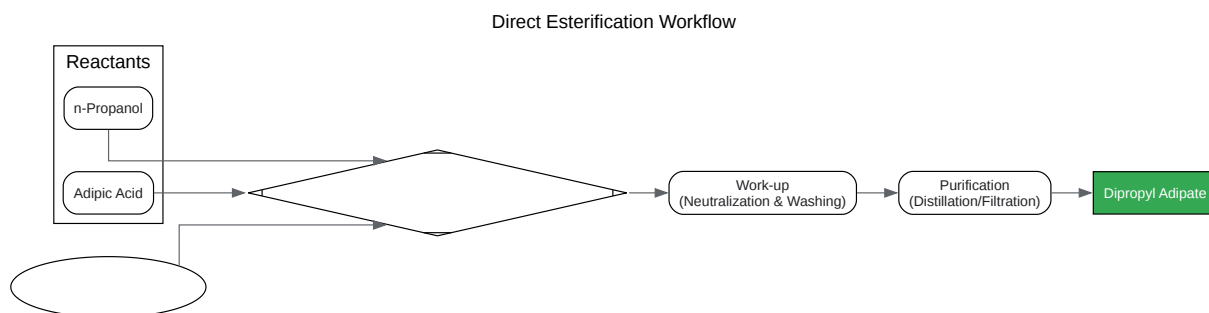 Direct Esterification Workflow
Reactants
n-Propanol
Adipic Acid
Work-up
(Neutralization & Washing)
Purification
(Distillation/Filtration)
Dipropyl Adipate